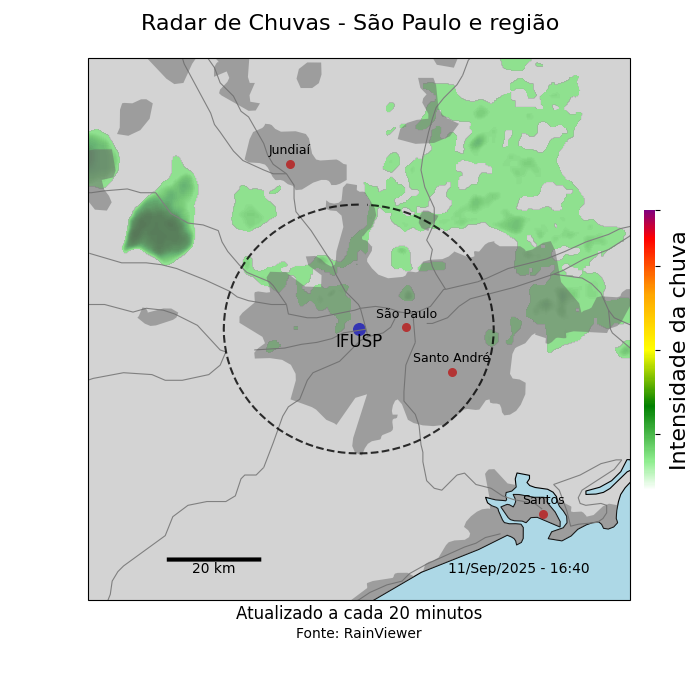 Radar de Chuvas - São Paulo e região
Jundiaí
São Paulo
IFUSP
Santo André
Santos
20 km
11/Sep/2025 - 16:40
Intensidade da chuva
Atualizado a cada 20 minutos
Fonte: RainViewer